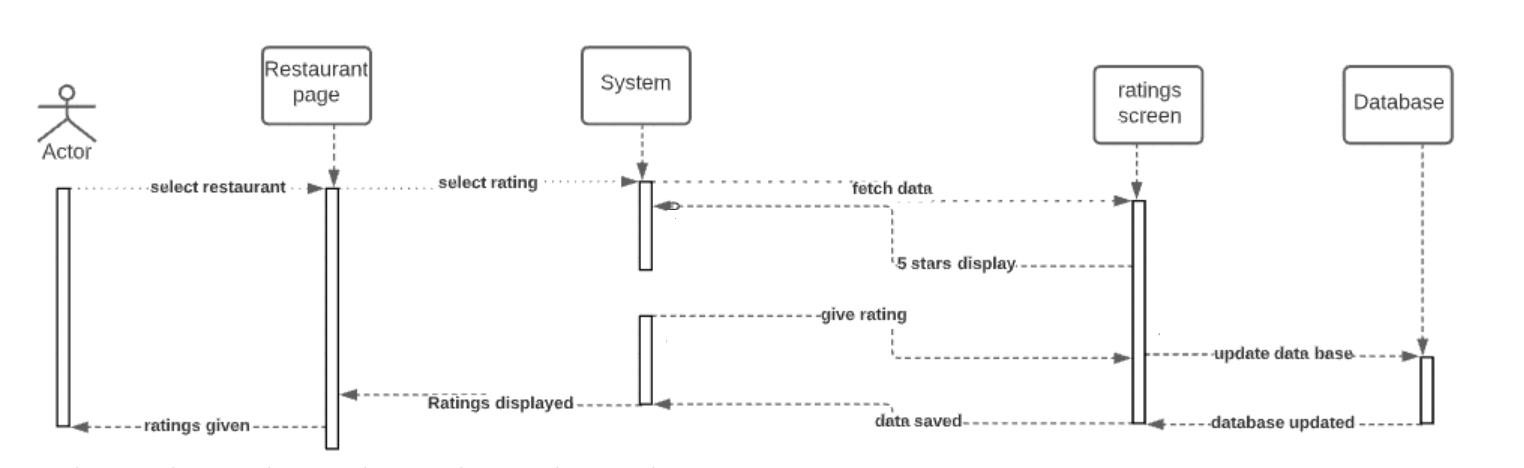 Restaurant
page
System
ratings
screen
Database
Actor
select restaurant
select rating
fetch data
5 stars display
give rating
update data base
Ratings displayed
data saved
database updated
ratings given